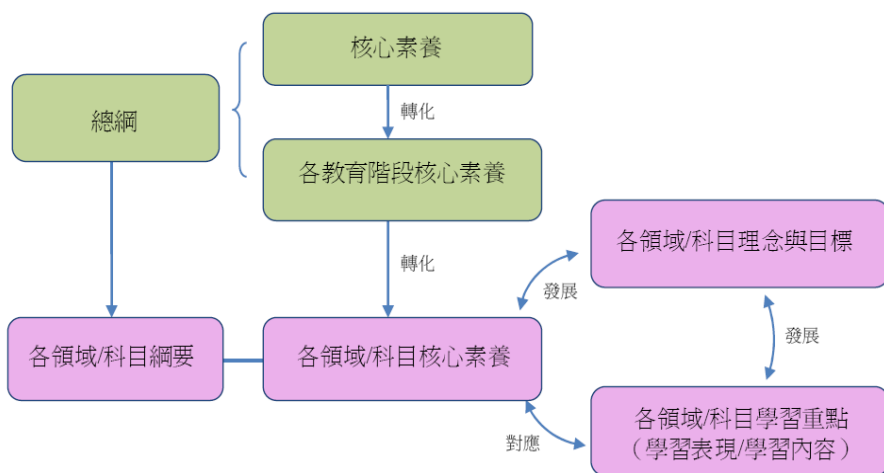 核心素養
轉化
總綱
各教育階段核心素養
轉化
各領域/科目理念與目標
發展
發展
各領域/科目綱要
各領域/科目核心素養
對應
各領域/科目學習重點
（學習表現/學習內容）